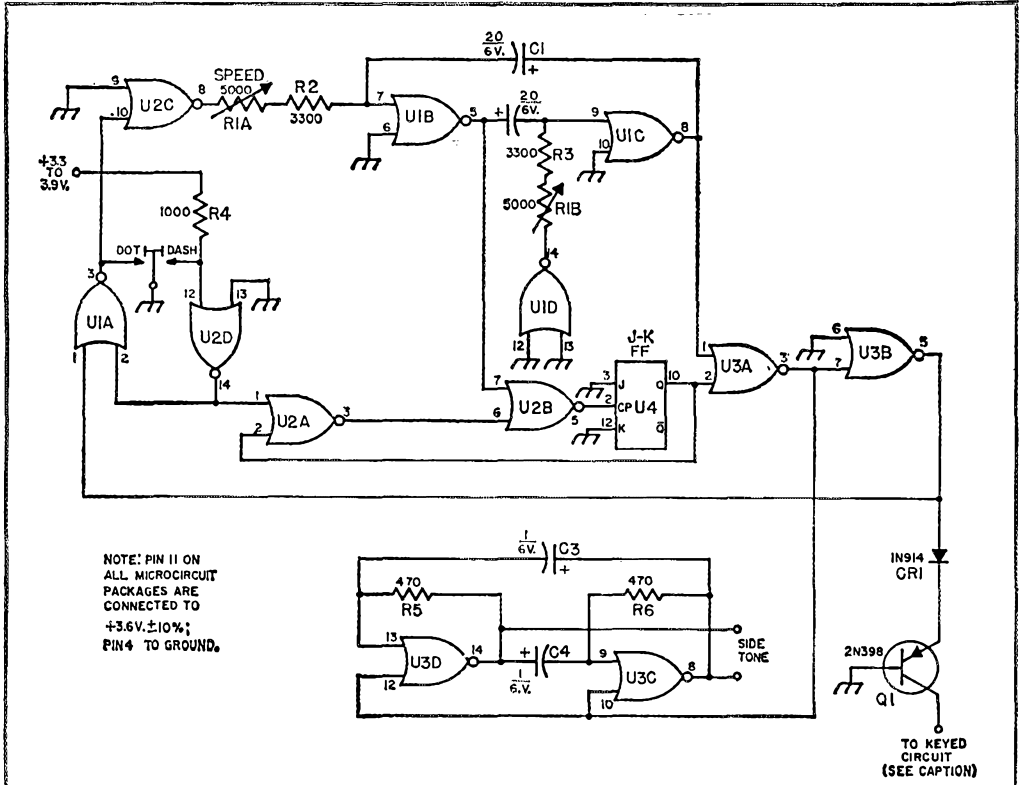 20
6V.
C1
+
9
10
U2C
8
SPEED
5000
R1A
R2
3300
7
6
U1B
5
+
20
6V.
9
10
U1C
8
3300
R3
5000
R1B
14
U1D
12
13
+3.3
TO
3.9V.
1000
R4
DOT
DASH
3
U1A
1
2
12
13
U2D
14
1
2
U2A
3
7
6
U2B
5
J-K
FF
3
J
Q
10
2
CP
U4
12
K
Q̅
1
2
U3A
3
6
7
U3B
5
NOTE: PIN 11 ON
ALL MICROCIRCUIT
PACKAGES ARE
CONNECTED TO
+3.6V.±10%;
PIN 4 TO GROUND.
1
6V.
C3
+
470
R5
470
R6
13
12
U3D
14
+
C4
1
6.V.
9
10
U3C
8
SIDE
TONE
1N914
CR1
2N398
Q1
TO KEYED
CIRCUIT
(SEE CAPTION)